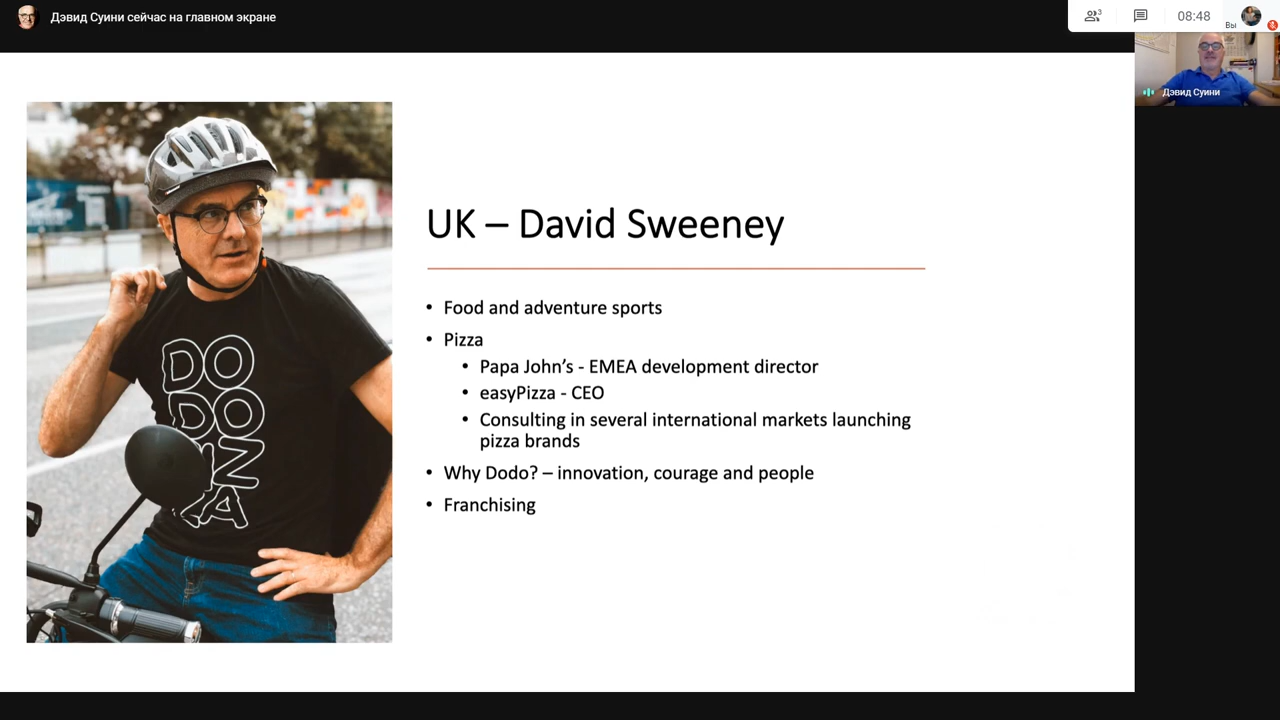 Дэвид Суини сейчас на главном экране
3
08:48
Вы
Дэвид Суини
DO
DO
PIZ
ZA
UK – David Sweeney
• Food and adventure sports
• Pizza
• Papa John’s - EMEA development director
• easyPizza - CEO
• Consulting in several international markets launching
pizza brands
• Why Dodo? – innovation, courage and people
• Franchising